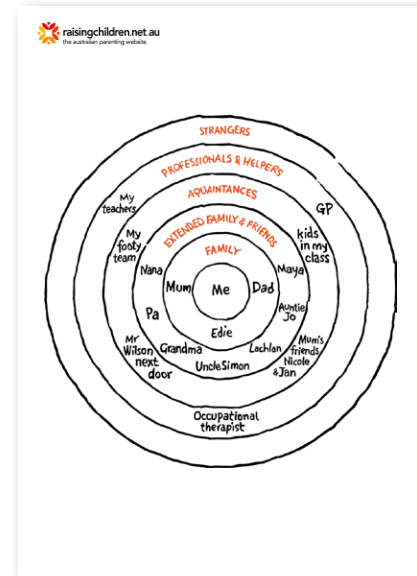 raisingchildren.net.au
the australian parenting website
STRANGERS
PROFESSIONALS & HELPERS
AQUAINTANCES
EXTENDED FAMILY & FRIENDS
FAMILY
My
teachers
GP
My
footy
team
kids
in my
class
Nana
Maya
Mum
Me
Dad
Pa
Auntie
Jo
Edie
Mr
Wilson
next
door
Grandma
Lachlan
Mum's
friends
Nicole
& Jan
Uncle Simon
Occupational
therapist